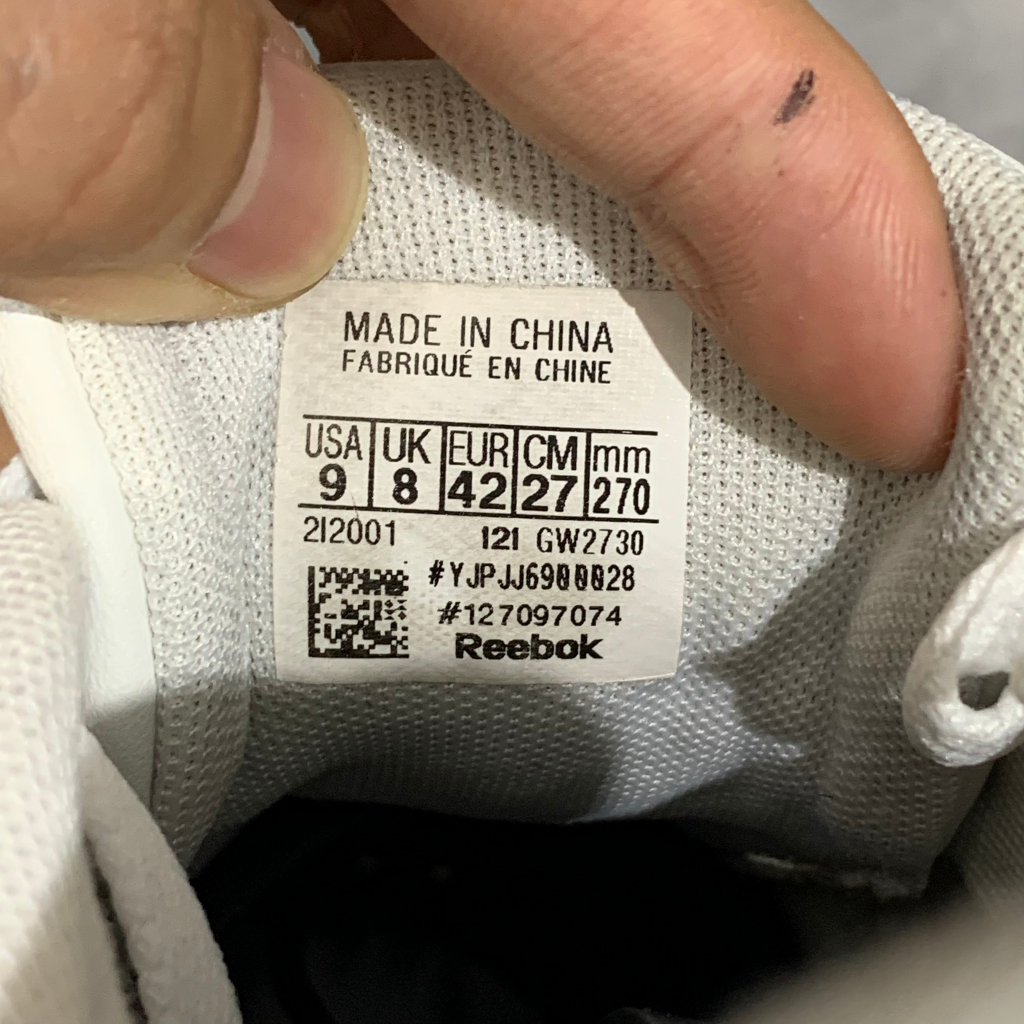 MADE IN CHINA
FABRIQUÉ EN CHINE
USA UK EUR CM mm
9 8 42 27 270
212001 121 GW2730
#YJPJJ6900028
#127097074
Reebok